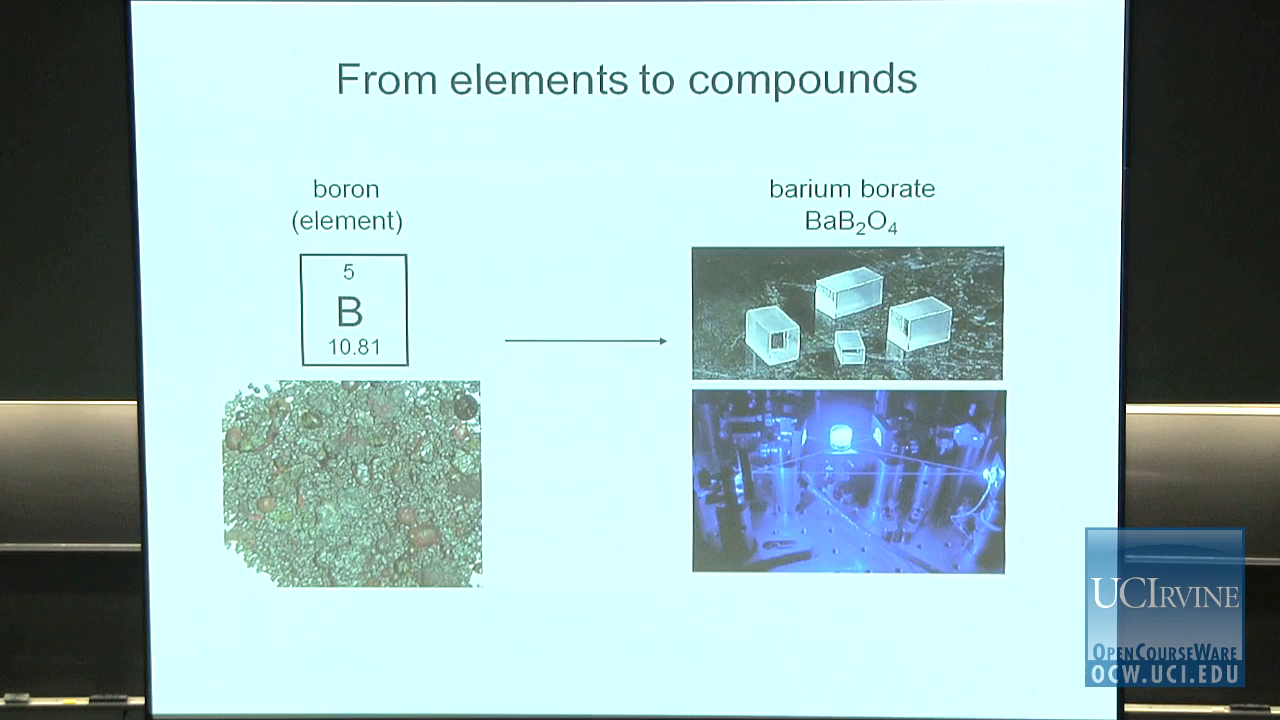 From elements to compounds
boron
(element)
5
B
10.81
barium borate
BaB₂O₄
UCIRVINE
OPENCOURSEWARE
OCW.UCI.EDU